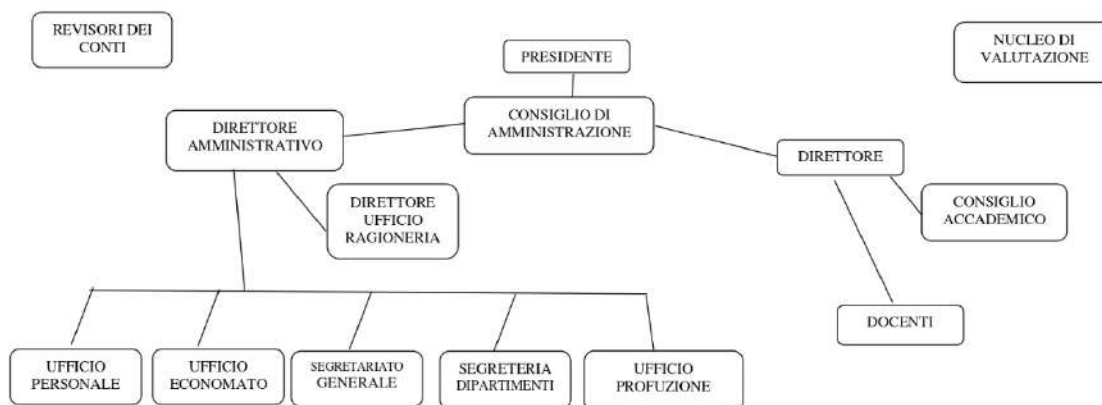 REVISORI DEI
CONTI
PRESIDENTE
NUCLEO DI
VALUTAZIONE
DIRETTORE
AMMINISTRATIVO
CONSIGLIO DI
AMMINISTRAZIONE
DIRETTORE
DIRETTORE
UFFICIO
RAGIONERIA
CONSIGLIO
ACCADEMICO
DOCENTI
UFFICIO
PERSONALE
UFFICIO
ECONOMATO
SEGRETARIATO
GENERALE
SEGRETERIA
DIPARTIMENTI
UFFICIO
PROFUZIONE